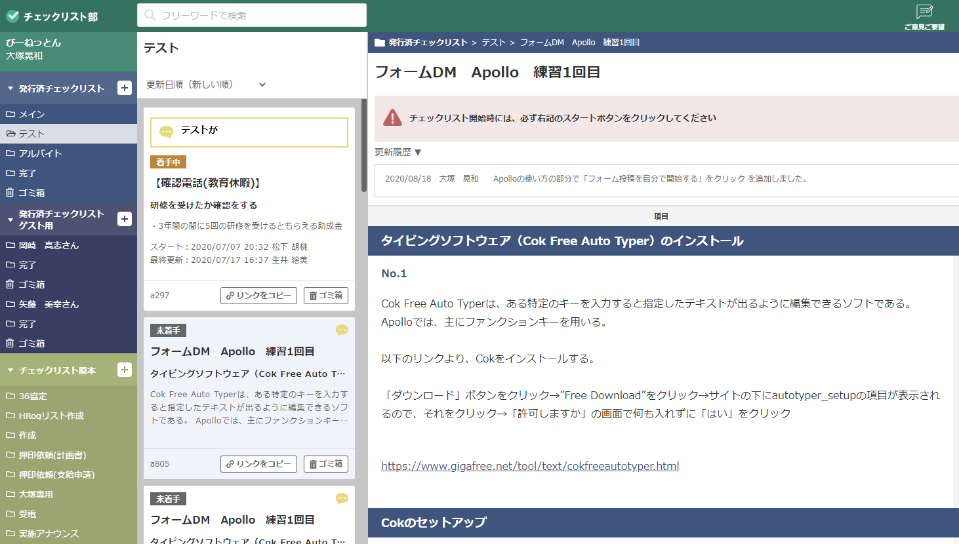 チェックリスト部
フリーワードで検索
ご意見ご要望
びーねっとん
大塚晃和
発行済チェックリスト
メイン
テスト
アルバイト
完了
ゴミ箱
発行済チェックリスト
ゲスト用
岡崎 高志さん
完了
ゴミ箱
矢藤 美幸さん
完了
ゴミ箱
チェックリスト原本
36協定
HRogリスト作成
作成
押印依頼(計画書)
押印依頼(支給申請)
大塚専用
受電
実施アナウンス
テスト
更新日順（新しい順）
テストが
着手中
【確認電話(教育休暇)】
研修を受けたか確認をする
・3年間の間に5回の研修を受けるともらえる助成金
スタート : 2020/07/07 20:32 松下 胡桃
最終更新 : 2020/07/17 16:37 生井 絵美
a297
リンクをコピー
ゴミ箱
未着手
フォームDM Apollo 練習1回目
タイピングソフトウェア（Cok Free Auto T…
Cok Free Auto Typerは、ある特定のキーを入力す
ると指定したテキストが出るように編集できるソフ
トである。 Apolloでは、主にファンクションキー…
a805
リンクをコピー
ゴミ箱
未着手
フォームDM Apollo 練習1回目
タイピングソフトウェア（Cok Free Auto T…
発行済チェックリスト > テスト > フォームDM Apollo 練習1回目
フォームDM Apollo 練習1回目
チェックリスト開始時には、必ず右記のスタートボタンをクリックしてください
更新履歴 ▼
2020/08/18 大塚 晃和 Apolloの使い方の部分で「フォーム投稿を自分で開始する」をクリック を追加しました。
項目
タイピングソフトウェア（Cok Free Auto Typer）のインストール
No.1
Cok Free Auto Typerは、ある特定のキーを入力すると指定したテキストが出るように編集できるソフトである。
Apolloでは、主にファンクションキーを用いる。
以下のリンクより、Cokをインストールする。
「ダウンロード」ボタンをクリック→”Free Download”をクリック→サイトの下にautotyper_setupの項目が表示さ
れるので、それをクリック→「許可しますか」の画面で何も入れずに「はい」をクリック
https://www.gigafree.net/tool/text/cokfreeautotyper.html
Cokのセットアップ